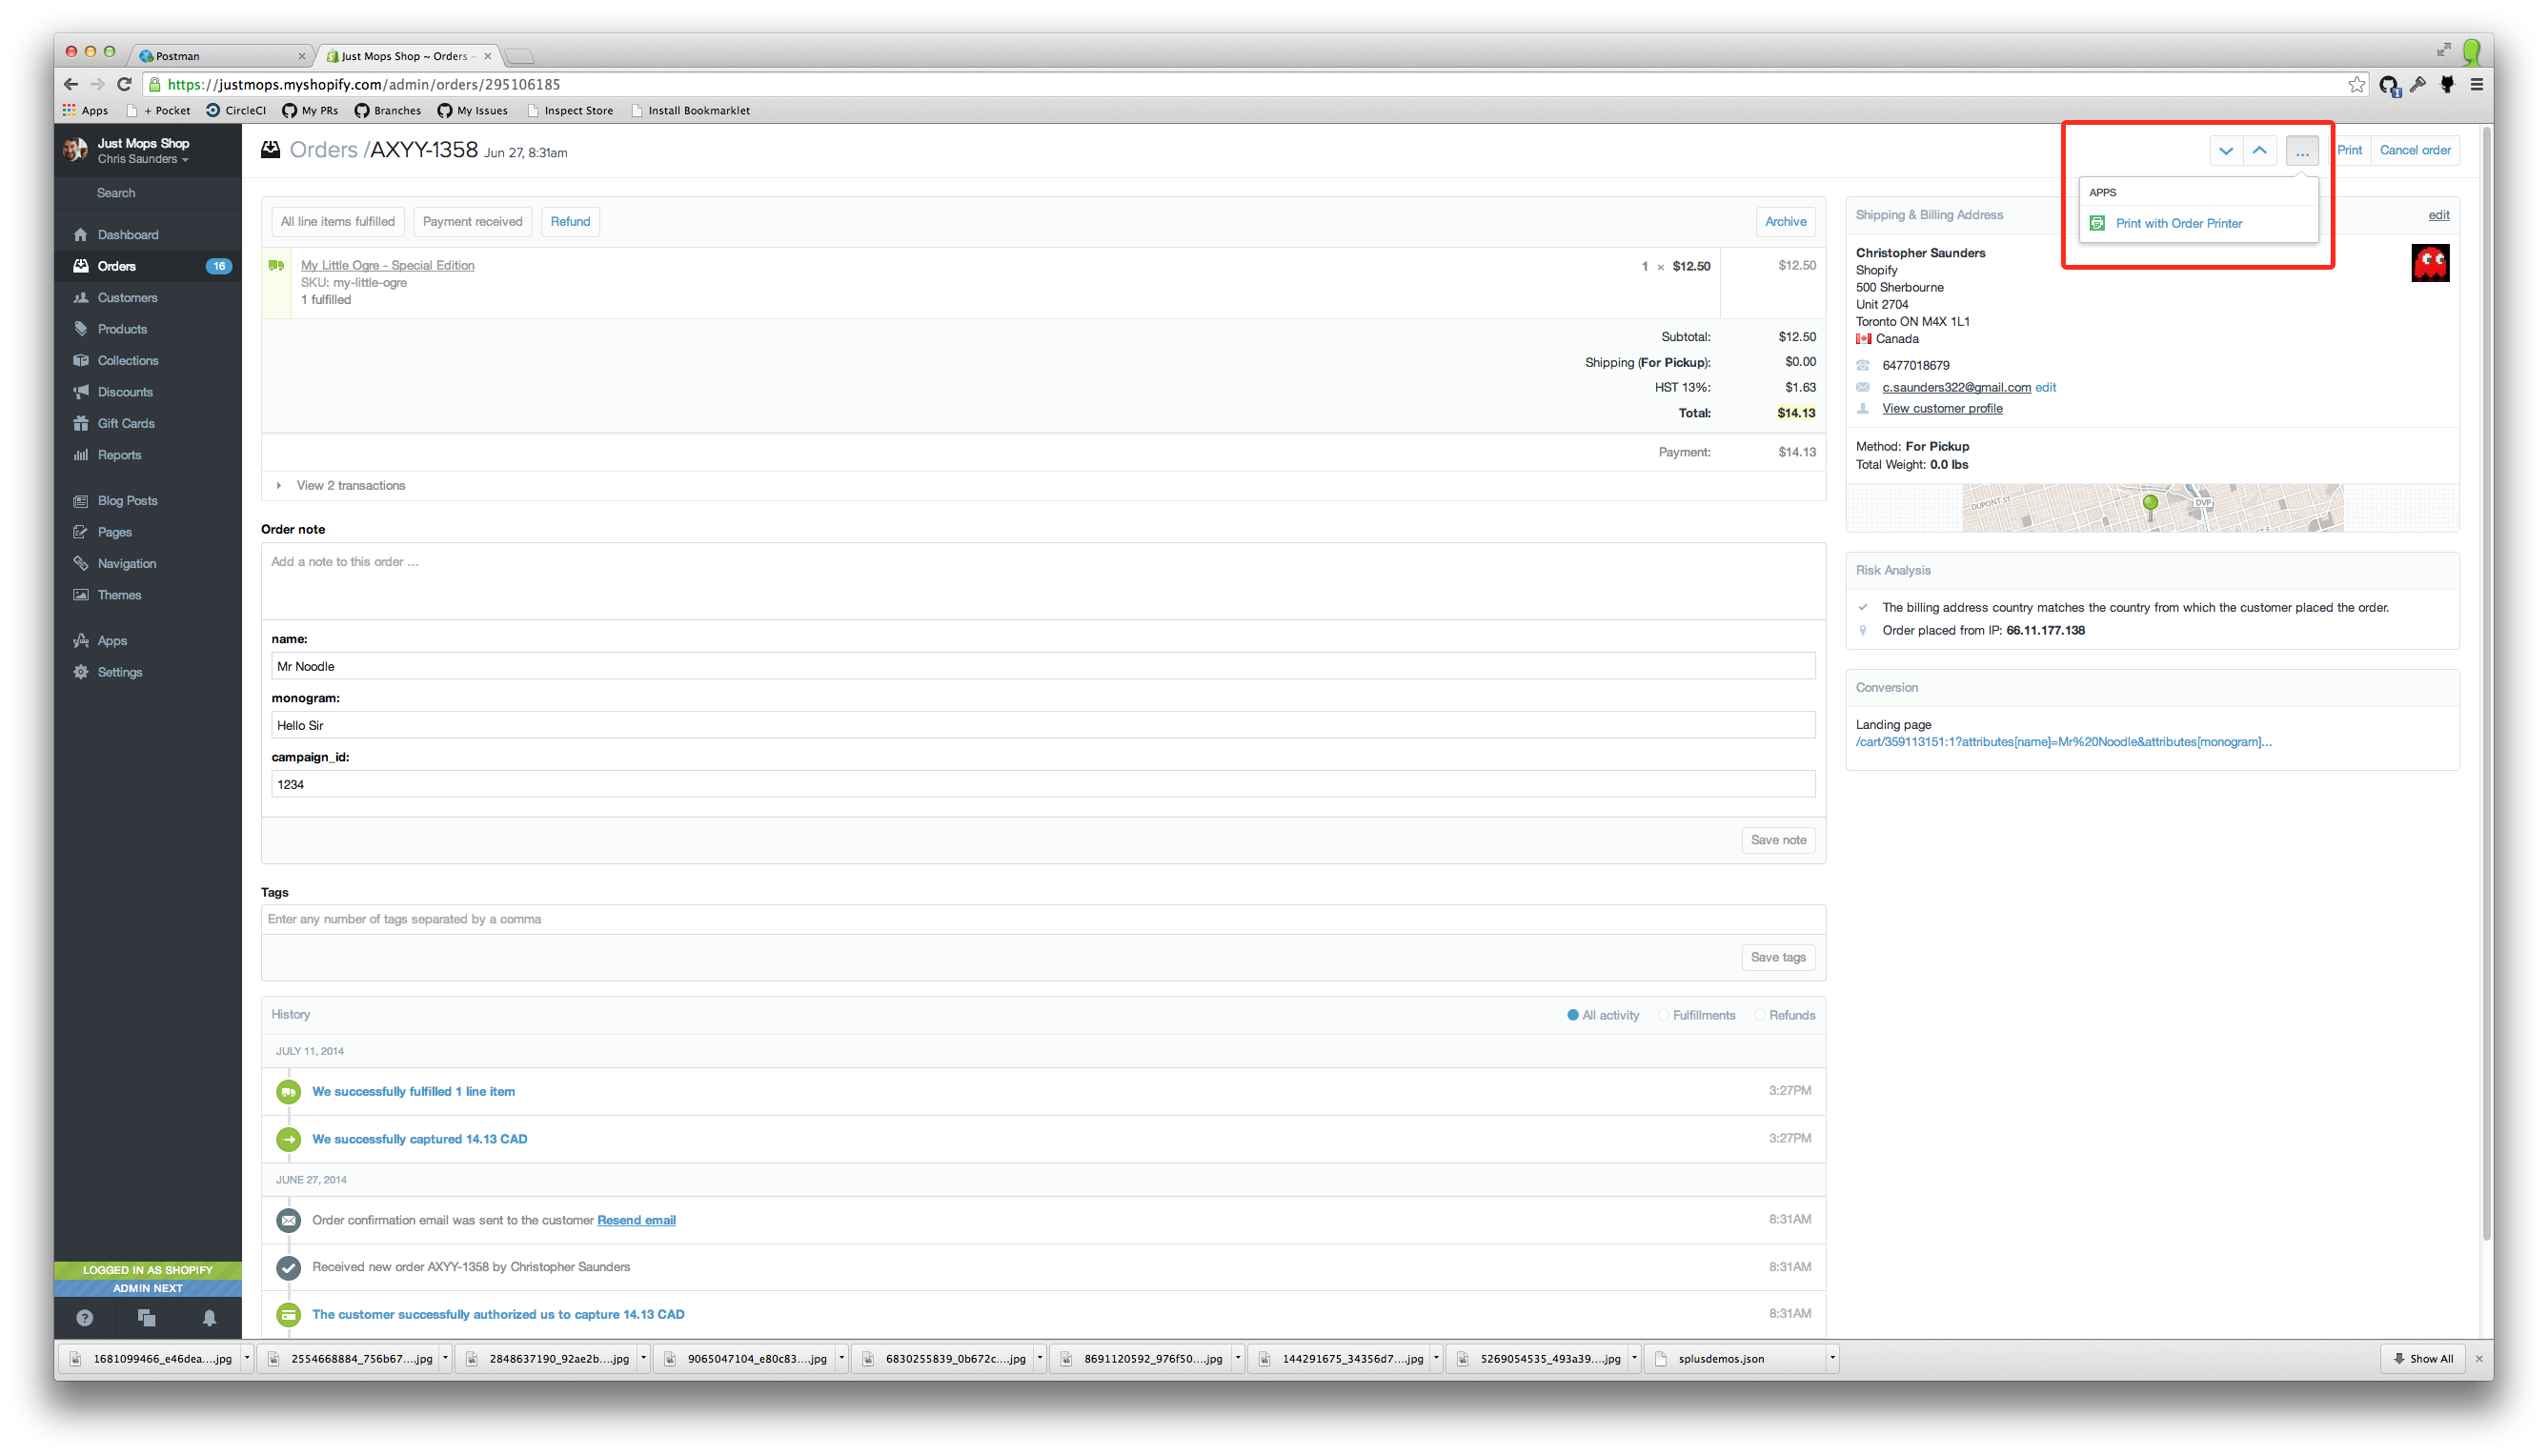 Postman
Just Mops Shop ~ Orders ~
https://justmops.myshopify.com/admin/orders/295106185
Apps + Pocket CircleCI My PRs Branches My Issues Inspect Store Install Bookmarklet
Just Mops Shop
Chris Saunders
Search
Dashboard
Orders 16
Customers
Products
Collections
Discounts
Gift Cards
Reports
Blog Posts
Pages
Navigation
Themes
Apps
Settings
LOGGED IN AS SHOPIFY
ADMIN NEXT
Orders /AXYY-1358 Jun 27, 8:31am
... Print Cancel order
APPS
Print with Order Printer
All line items fulfilled Payment received Refund Archive
My Little Ogre - Special Edition 1 × $12.50 $12.50
SKU: my-little-ogre
1 fulfilled
Subtotal: $12.50
Shipping (For Pickup): $0.00
HST 13%: $1.63
Total: $14.13
Payment: $14.13
View 2 transactions
Order note
Add a note to this order ...
name:
Mr Noodle
monogram:
Hello Sir
campaign_id:
1234
Save note
Tags
Enter any number of tags separated by a comma
Save tags
History All activity Fulfillments Refunds
JULY 11, 2014
We successfully fulfilled 1 line item 3:27PM
We successfully captured 14.13 CAD 3:27PM
JUNE 27, 2014
Order confirmation email was sent to the customer Resend email 8:31AM
Received new order AXYY-1358 by Christopher Saunders 8:31AM
The customer successfully authorized us to capture 14.13 CAD 8:31AM
Shipping & Billing Address edit
Christopher Saunders
Shopify
500 Sherbourne
Unit 2704
Toronto ON M4X 1L1
Canada
6477018679
c.saunders322@gmail.com edit
View customer profile
Method: For Pickup
Total Weight: 0.0 lbs
DUPONT ST
DVP
Risk Analysis
The billing address country matches the country from which the customer placed the order.
Order placed from IP: 66.11.177.138
Conversion
Landing page
/cart/359113151:1?attributes[name]=Mr%20Noodle&attributes[monogram]...
1681099466_e46dea....jpg 2554668884_756b67....jpg 2848637190_92ae2b....jpg 9065047104_e80c83....jpg 6830255839_0b672c....jpg 8691120592_976f50....jpg 144291675_34356d7....jpg 5269054535_493a39....jpg splusdemos.json Show All